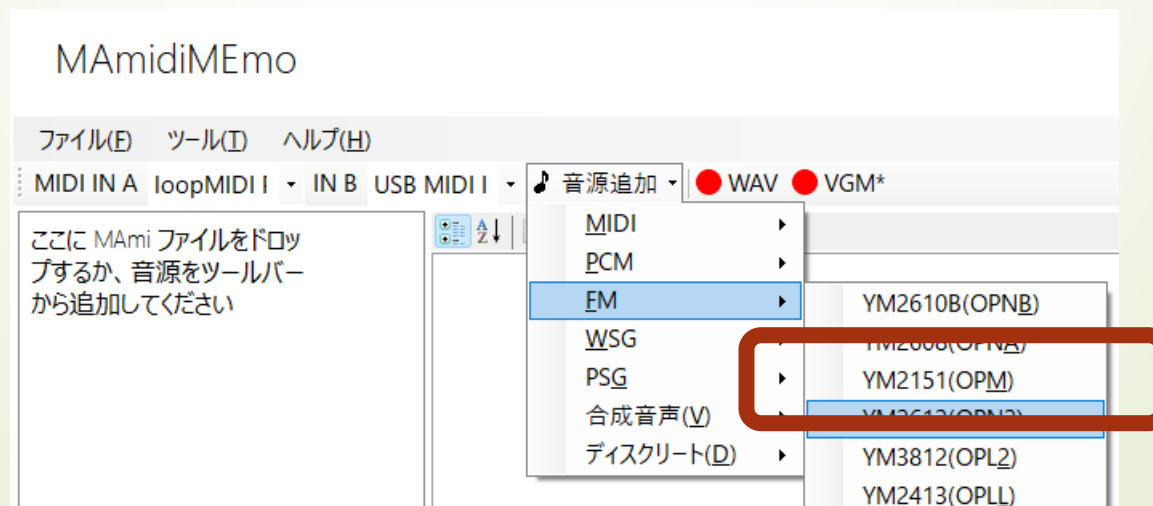 MAmidiMEmo
ファイル(F) ツール(T) ヘルプ(H)
MIDI IN A loopMIDI IN B USB MIDI I 音源追加 WAV VGM*
ここに MAmi ファイルをドロッ
プするか、音源をツールバー
から追加してください
MIDI
PCM
FM
WSG
PSG
合成音声(V)
ディスクリート(D)
YM2610B(OPNB)
YM2608(OPNA)
YM2151(OPM)
YM2612(OPN2)
YM3812(OPL2)
YM2413(OPLL)